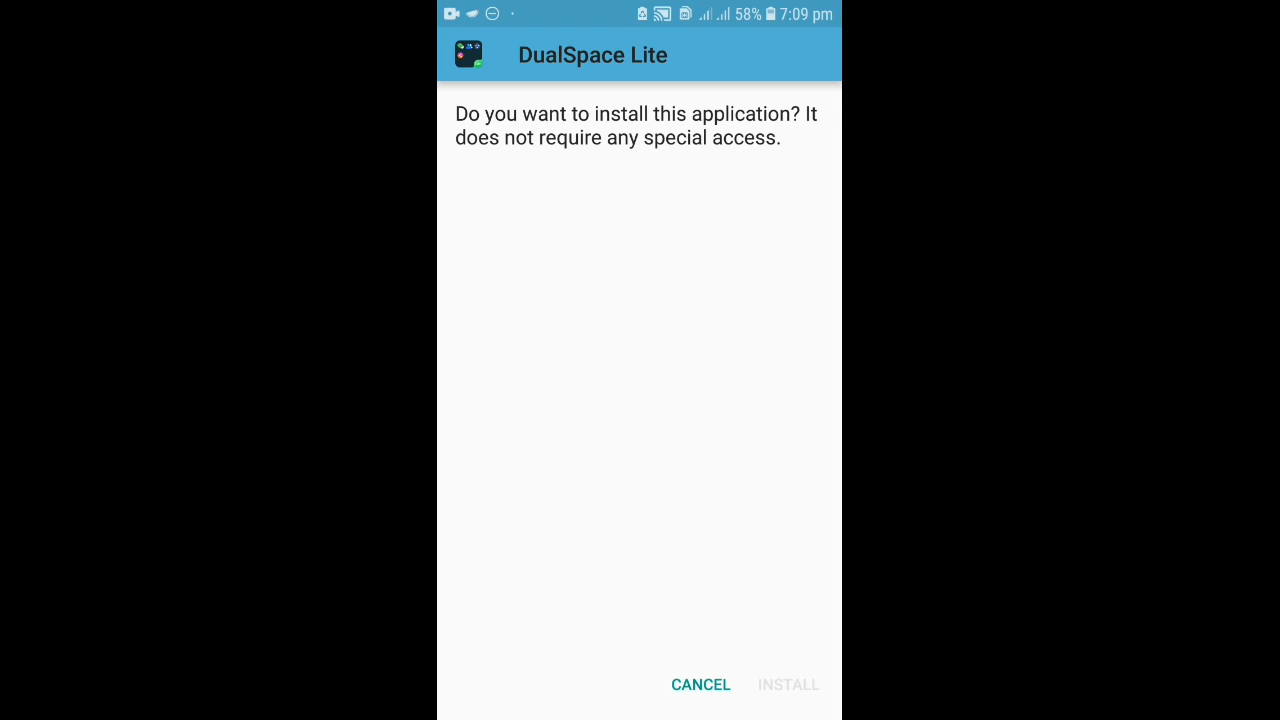 58% 7:09 pm
DualSpace Lite
Do you want to install this application? It
does not require any special access.
CANCEL INSTALL